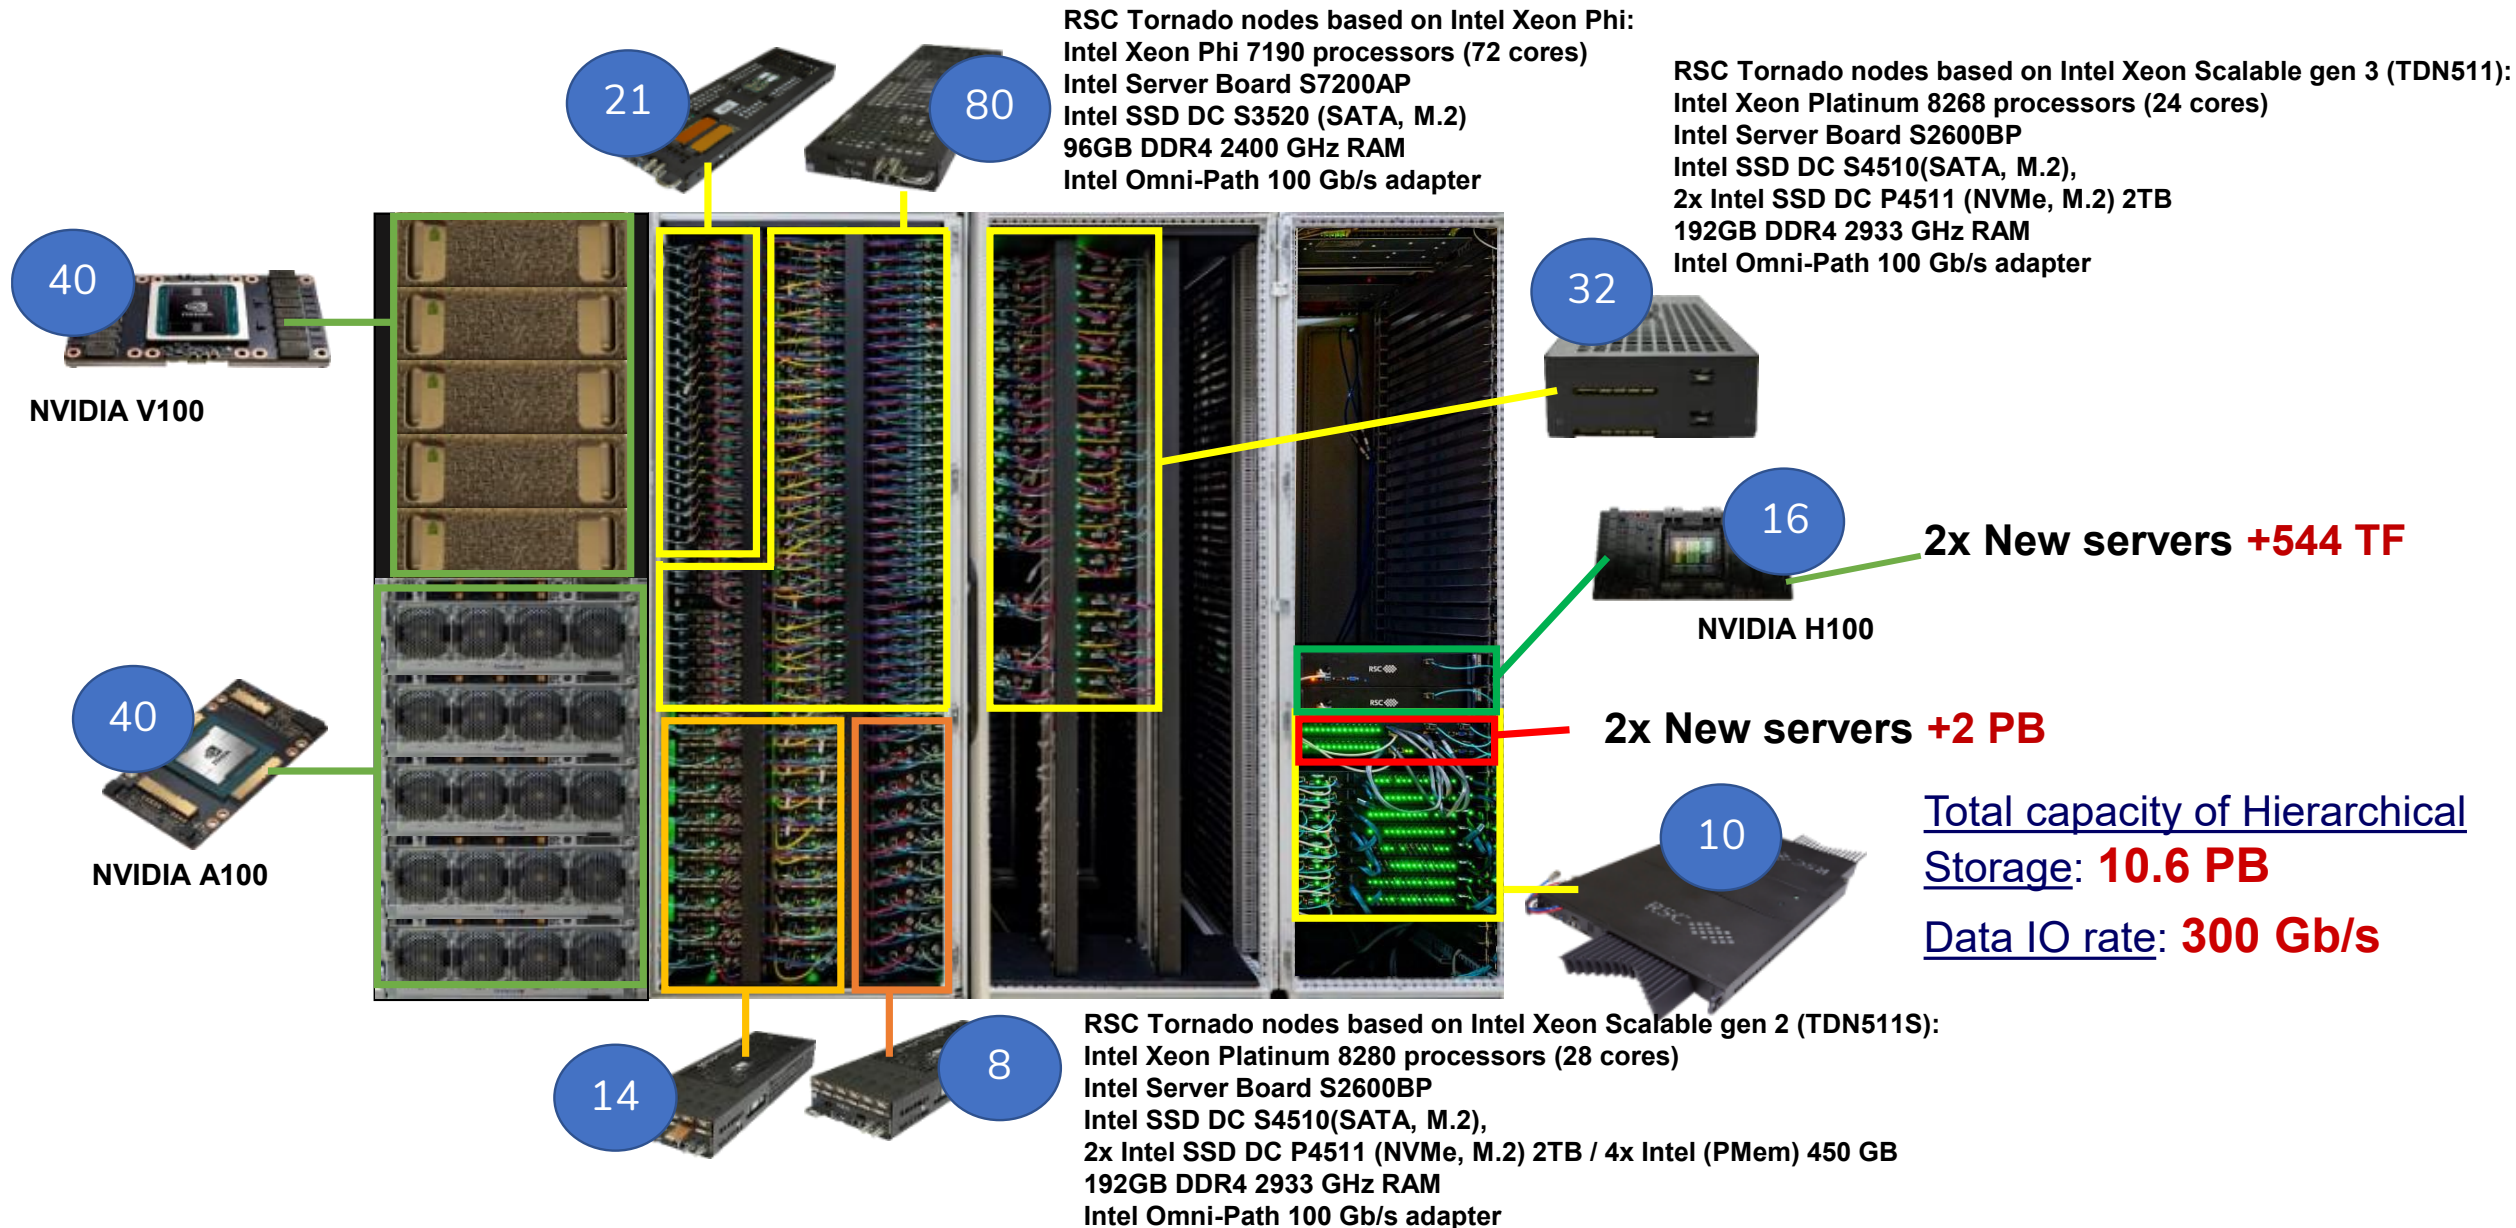 RSC Tornado nodes based on Intel Xeon Phi:
Intel Xeon Phi 7190 processors (72 cores)
Intel Server Board S7200AP
Intel SSD DC S3520 (SATA, M.2)
96GB DDR4 2400 GHz RAM
Intel Omni-Path 100 Gb/s adapter
21
80
RSC Tornado nodes based on Intel Xeon Scalable gen 3 (TDN511):
Intel Xeon Platinum 8268 processors (24 cores)
Intel Server Board S2600BP
Intel SSD DC S4510(SATA, M.2),
2x Intel SSD DC P4511 (NVMe, M.2) 2TB
192GB DDR4 2933 GHz RAM
Intel Omni-Path 100 Gb/s adapter
40
NVIDIA V100
32
16
2x New servers +544 TF
NVIDIA H100
RSC
RSC
40
NVIDIA A100
2x New servers +2 PB
10
RSC
RSC
Total capacity of Hierarchical
Storage: 10.6 PB
Data IO rate: 300 Gb/s
14
8
RSC Tornado nodes based on Intel Xeon Scalable gen 2 (TDN511S):
Intel Xeon Platinum 8280 processors (28 cores)
Intel Server Board S2600BP
Intel SSD DC S4510(SATA, M.2),
2x Intel SSD DC P4511 (NVMe, M.2) 2TB / 4x Intel (PMem) 450 GB
192GB DDR4 2933 GHz RAM
Intel Omni-Path 100 Gb/s adapter